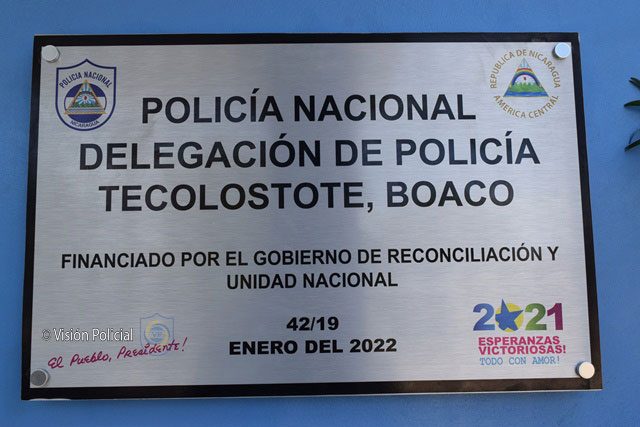 POLICIA NACIONAL
NICARAGUA
REPUBLICA DE NICARAGUA
AMERICA CENTRAL
POLICÍA NACIONAL
DELEGACIÓN DE POLICÍA
TECOLOSTOTE, BOACO
FINANCIADO POR EL GOBIERNO DE RECONCILIACIÓN Y
UNIDAD NACIONAL
42/19
ENERO DEL 2022
© Visión Policial
El Pueblo, Presidente!
2021
ESPERANZAS
VICTORIOSAS!
TODO CON AMOR!